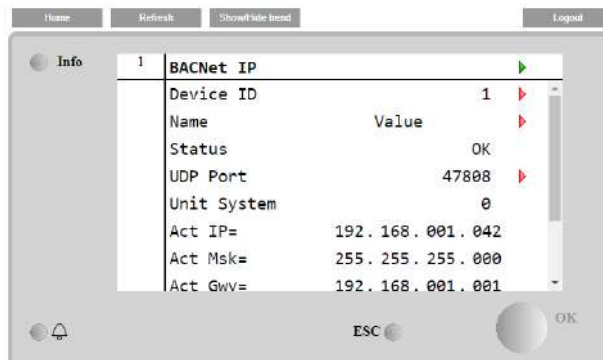 Home Refresh Show/Hide trend Logout
Info
1 BACNet IP
Device ID 1
Name Value
Status OK
UDP Port 47808
Unit System 0
Act IP= 192.168.001.042
Act Msk= 255.255.255.000
Act Gwy= 192.168.001.001
ESC OK